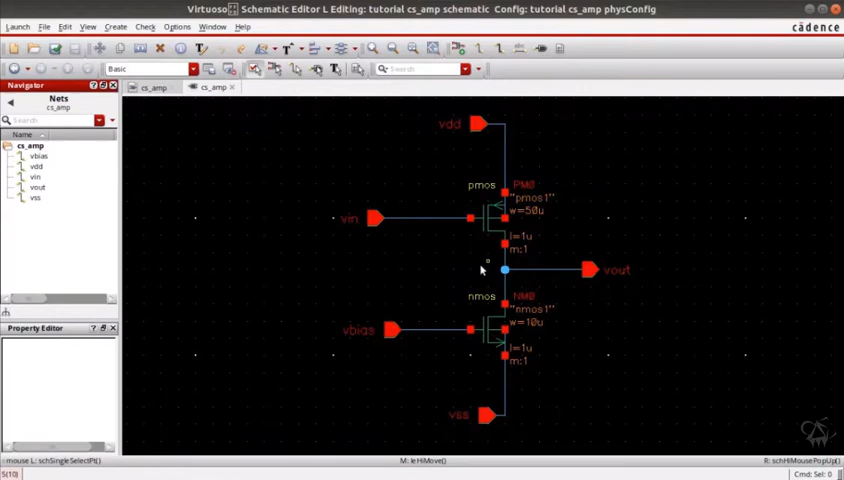 Virtuoso® Schematic Editor L Editing: tutorial cs_amp schematic Config: tutorial cs_amp physConfig
Launch File Edit View Create Check Options Window Help
cādence
Basic
Search
Navigator
cs_amp
cs_amp
Nets
cs_amp
Search
Name
cs_amp
vbias
vdd
vin
vout
vss
Property Editor
vdd
pmos PM0
"pmos1"
w=50u
vin
l=1u
m:1
vout
nmos NM0
"nmos1"
w=10u
vbias
l=1u
m:1
vss
mouse L: schSingleSelectPt() M: leHiMove() R: schHiMousePopUp()
5(10) Cmd: Sel: 0